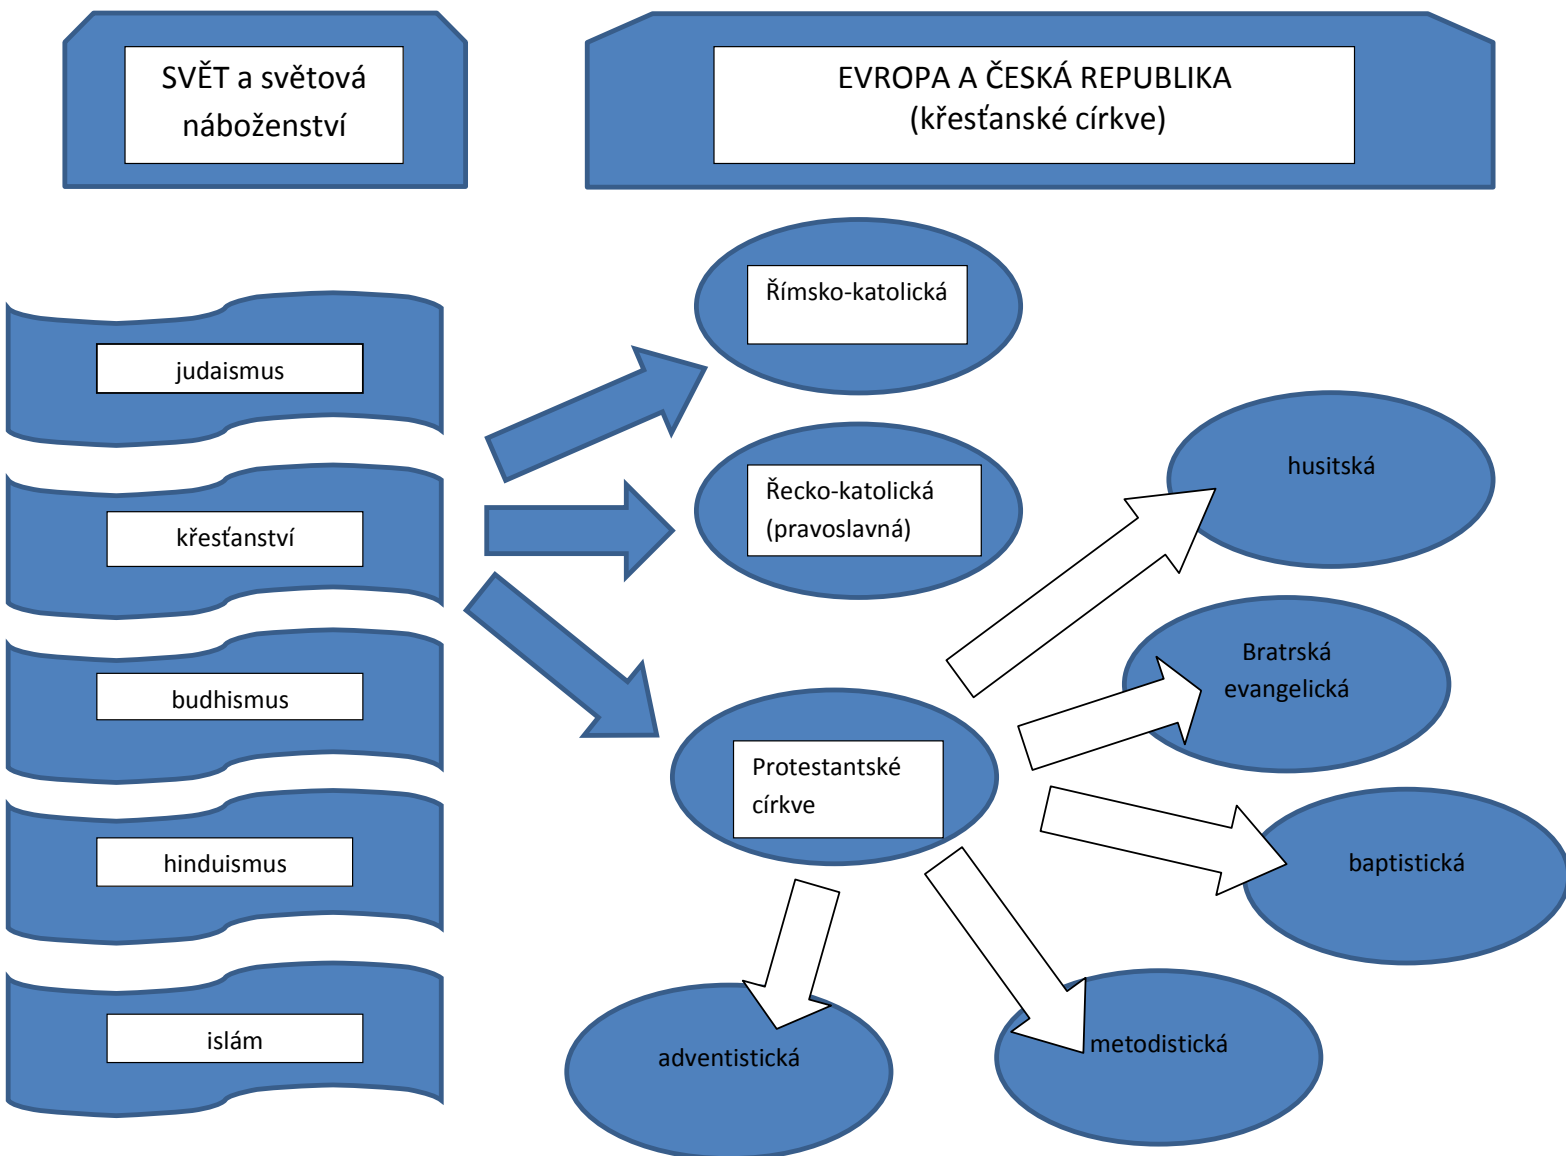 SVĚT a světová
náboženství
EVROPA A ČESKÁ REPUBLIKA
(křesťanské církve)
judaismus
křesťanství
budhismus
hinduismus
islám
Římsko-katolická
Řecko-katolická
(pravoslavná)
Protestantské
církve
husitská
Bratrská
evangelická
baptistická
metodistická
adventistická